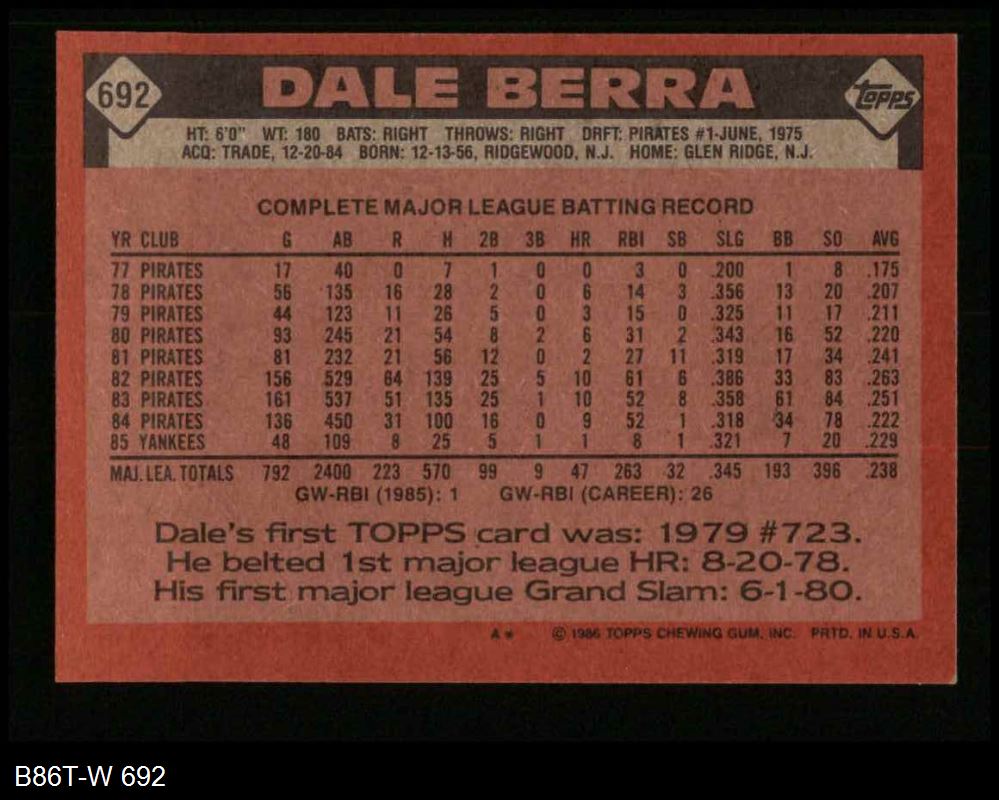 692 DALE BERRA Topps
HT: 6'0" WT: 180 BATS: RIGHT THROWS: RIGHT DRFT: PIRATES #1-JUNE, 1975
ACQ: TRADE, 12-20-84 BORN: 12-13-56, RIDGEWOOD, N.J. HOME: GLEN RIDGE, N.J.
COMPLETE MAJOR LEAGUE BATTING RECORD
YR CLUB G AB R H 2B 3B HR RBI SB SLG BB SO AVG
77 PIRATES 17 40 0 7 1 0 0 3 0 .200 1 8 .175
78 PIRATES 56 135 16 28 2 0 6 14 3 .356 13 20 .207
79 PIRATES 44 123 11 26 5 0 3 15 0 .325 11 17 .211
80 PIRATES 93 245 21 54 8 2 6 31 2 .343 16 52 .220
81 PIRATES 81 232 21 56 12 0 2 27 11 .319 17 34 .241
82 PIRATES 156 529 64 139 25 5 10 61 6 .386 33 83 .263
83 PIRATES 161 537 51 135 25 1 10 52 8 .358 61 84 .251
84 PIRATES 136 450 31 100 16 0 9 52 1 .318 34 78 .222
85 YANKEES 48 109 8 25 5 1 1 8 1 .321 7 20 .229
MAJ. LEA. TOTALS 792 2400 223 570 99 9 47 263 32 .345 193 396 .238
GW-RBI (1985): 1 GW-RBI (CAREER): 26
Dale's first TOPPS card was: 1979 #723.
He belted 1st major league HR: 8-20-78.
His first major league Grand Slam: 6-1-80.
A* © 1986 TOPPS CHEWING GUM, INC. PRTD. IN U.S.A.
B86T-W 692